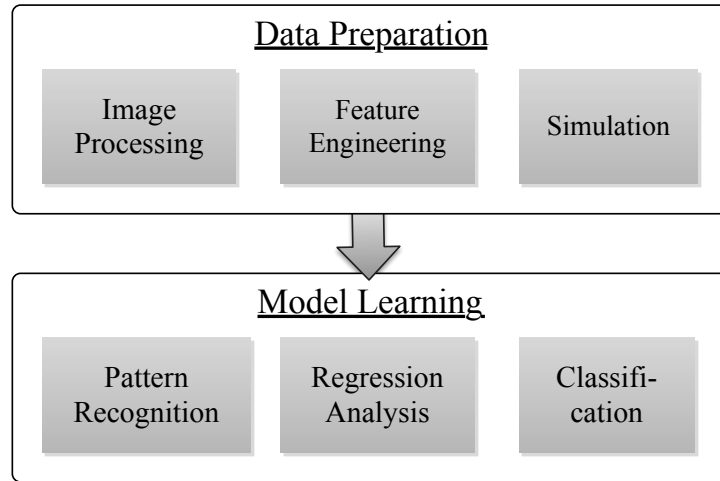 Data Preparation
Image
Processing
Feature
Engineering
Simulation
Model Learning
Pattern
Recognition
Regression
Analysis
Classifi-
cation